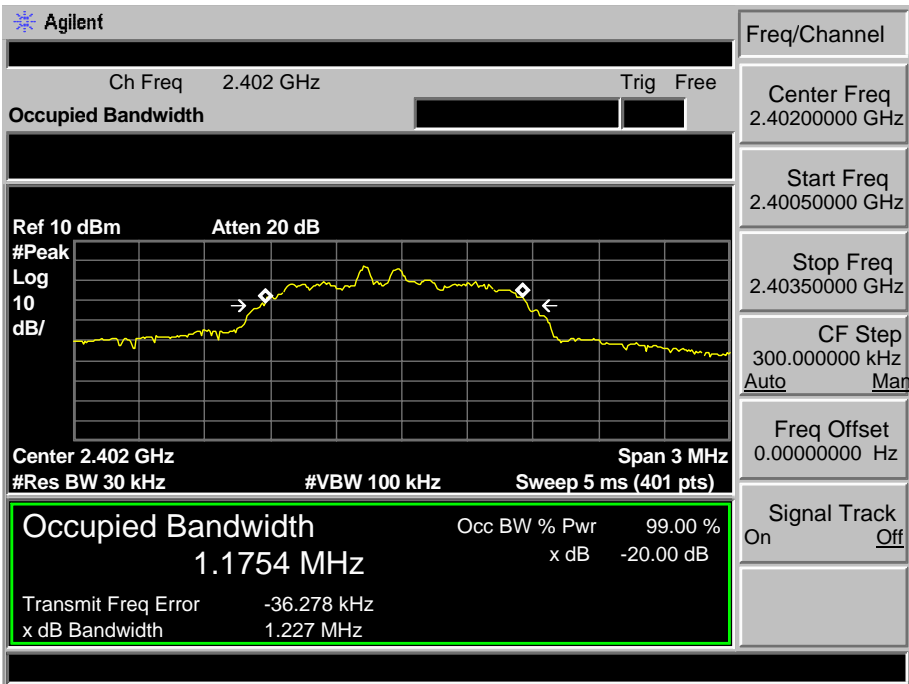 Agilent
Freq/Channel
Ch Freq 2.402 GHz Trig Free
Occupied Bandwidth
Center Freq
2.40200000 GHz
Start Freq
2.40050000 GHz
Stop Freq
2.40350000 GHz
CF Step
300.000000 kHz
Auto Man
Freq Offset
0.00000000 Hz
Signal Track
On Off
Ref 10 dBm Atten 20 dB
#Peak
Log
10
dB/
Center 2.402 GHz Span 3 MHz
#Res BW 30 kHz #VBW 100 kHz Sweep 5 ms (401 pts)
Occupied Bandwidth
1.1754 MHz
Occ BW % Pwr 99.00 %
x dB -20.00 dB
Transmit Freq Error -36.278 kHz
x dB Bandwidth 1.227 MHz